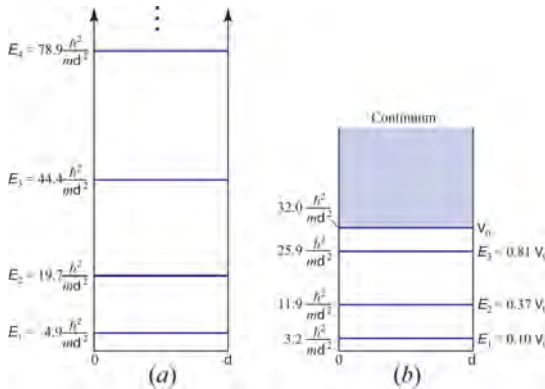 E₄ = 78.9 ℏ²/md²
E₃ = 44.4 ℏ²/md²
E₂ = 19.7 ℏ²/md²
E₁ = 4.9 ℏ²/md²
0 d
(a)
Continuum
32.0 ℏ²/md²
V₀
25.9 ℏ²/md²
E₃ = 0.81 V₀
11.9 ℏ²/md²
E₂ = 0.37 V₀
3.2 ℏ²/md²
E₁ = 0.10 V₀
0 d
(b)